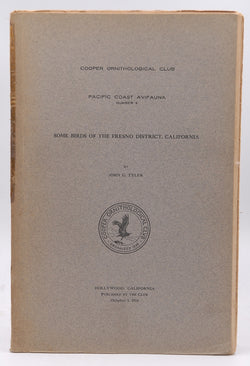 COOPER ORNITHOLOGICAL CLUB
PACIFIC COAST AVIFAUNA
NUMBER 9
SOME BIRDS OF THE FRESNO DISTRICT, CALIFORNIA
BY
JOHN G. TYLER
COOPER ORNITHOLOGICAL CLUB
HOLLYWOOD, CALIFORNIA
PUBLISHED BY THE CLUB